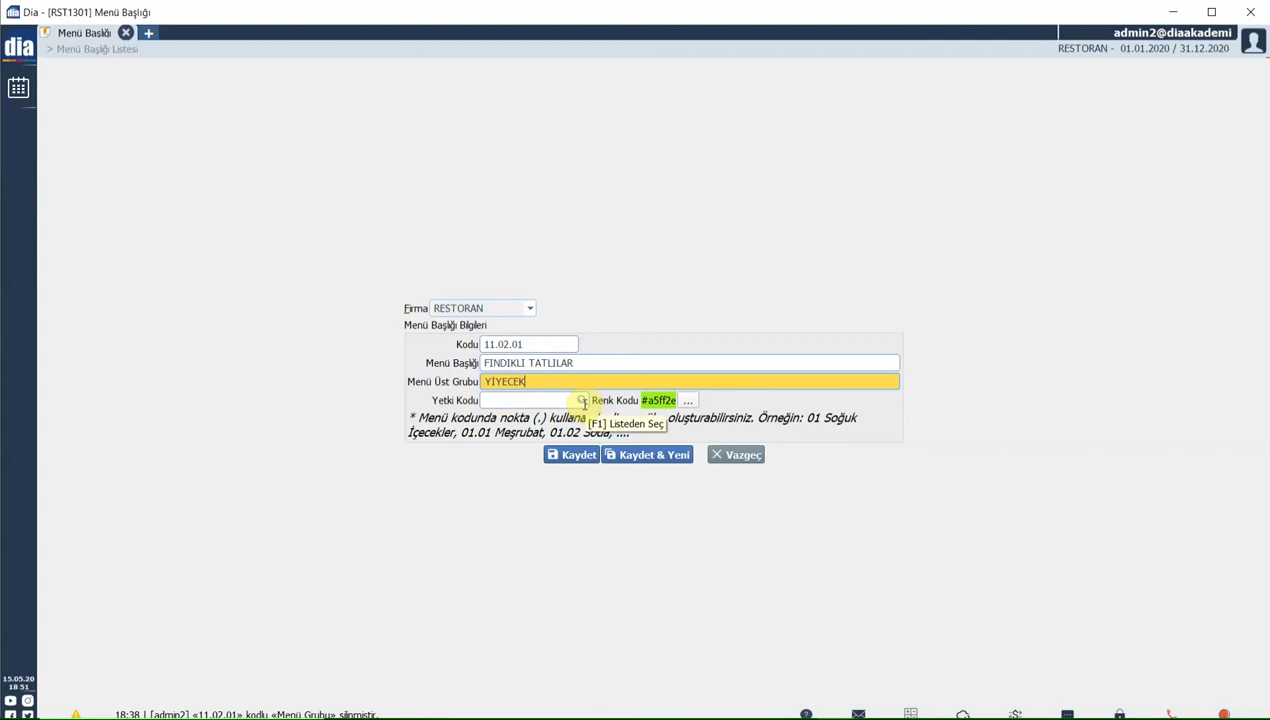 Dia - [RST1301] Menü Başlığı
dia
Menü Başlığı
admin2@diaakademi
> Menü Başlığı Listesi
RESTORAN - 01.01.2020 / 31.12.2020
Firma RESTORAN
Menü Başlığı Bilgileri
Kodu 11.02.01
Menü Başlığı FINDIKLI TATLILAR
Menü Üst Grubu YİYECEK
Yetki Kodu Renk Kodu #a5ff2e ...
[F1] Listeden Seç
* Menü kodunda nokta (.) oluşturabilirsiniz. Örneğin: 01 Soğuk
İçecekler, 01.01 Meşrubat, 01.02 Soda, ....
Kaydet Kaydet & Yeni Vazgeç
15.05.20
18 51
18:38 | [admin2] «11.02.01» kodlu «Menü Grubu» silinmiştir.